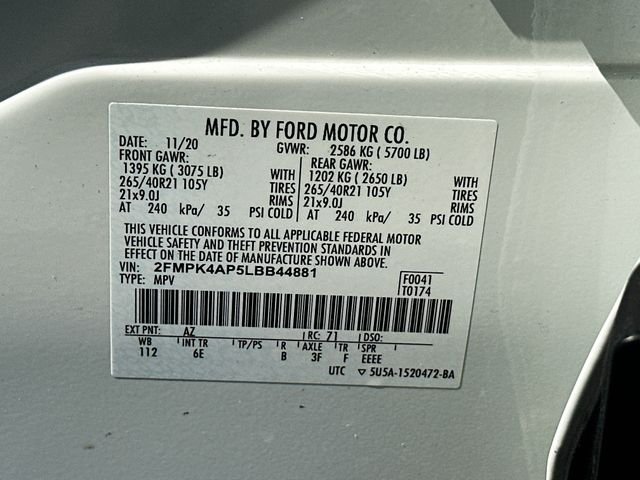 MFD. BY FORD MOTOR CO.
DATE: 11/20 GVWR: 2586 KG ( 5700 LB)
FRONT GAWR: REAR GAWR:
1395 KG ( 3075 LB) WITH 1202 KG ( 2650 LB) WITH
265/40R21 105Y TIRES 265/40R21 105Y TIRES
21x9.0J RIMS 21x9.0J RIMS
AT 240 kPa/ 35 PSI COLD AT 240 kPa/ 35 PSI COLD
THIS VEHICLE CONFORMS TO ALL APPLICABLE FEDERAL MOTOR
VEHICLE SAFETY AND THEFT PREVENTION STANDARDS IN
EFFECT ON THE DATE OF MANUFACTURE SHOWN ABOVE.
VIN: 2FMPK4AP5LBB44881 F0041
TYPE: MPV T0174
EXT PNT: AZ RC: 71 DSO:
WB INT TR TP/PS R AXLE TR SPR
112 6E B 3F F EEEE
UTC ▽ 5U5A-1520472-BA